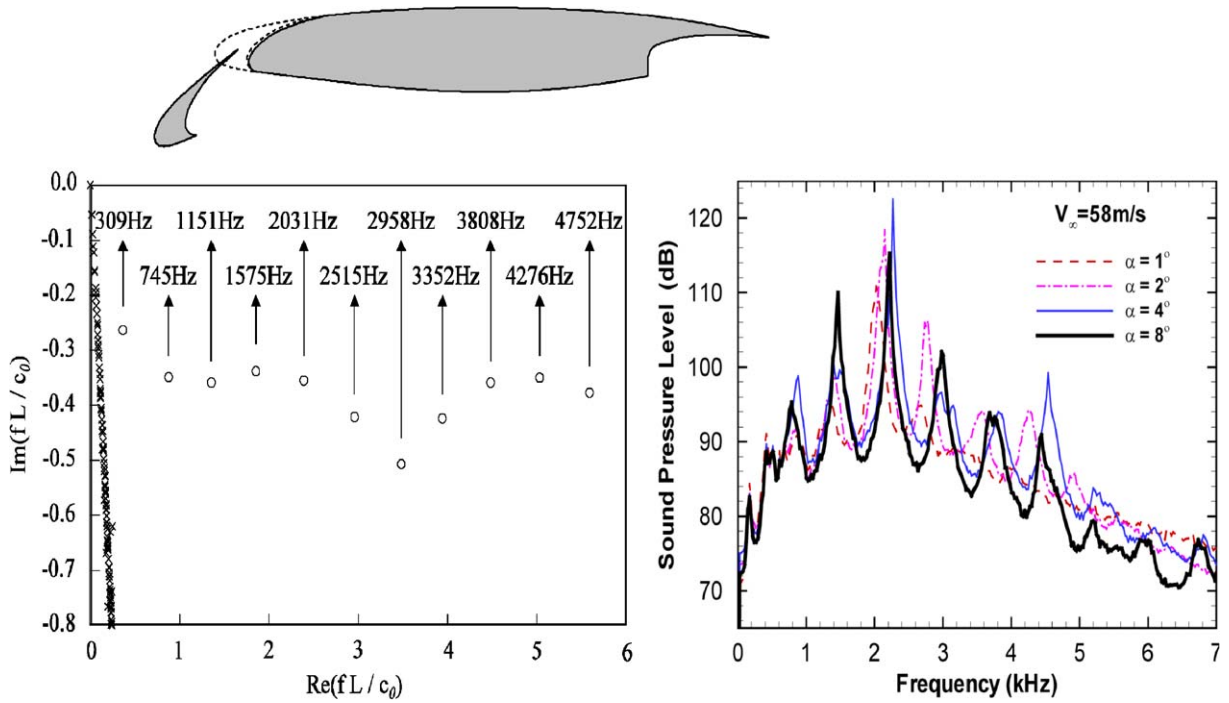 0.0
-0.1
-0.2
-0.3
-0.4
-0.5
-0.6
-0.7
-0.8
Im(f L / c₀)
309Hz 1151Hz 2031Hz 2958Hz 3808Hz 4752Hz
745Hz 1575Hz 2515Hz 3352Hz 4276Hz
0 1 2 3 4 5 6
Re(f L / c₀)
120
110
100
90
80
70
Sound Pressure Level (dB)
V∞=58m/s
α = 1°
α = 2°
α = 4°
α = 8°
0 1 2 3 4 5 6 7
Frequency (kHz)